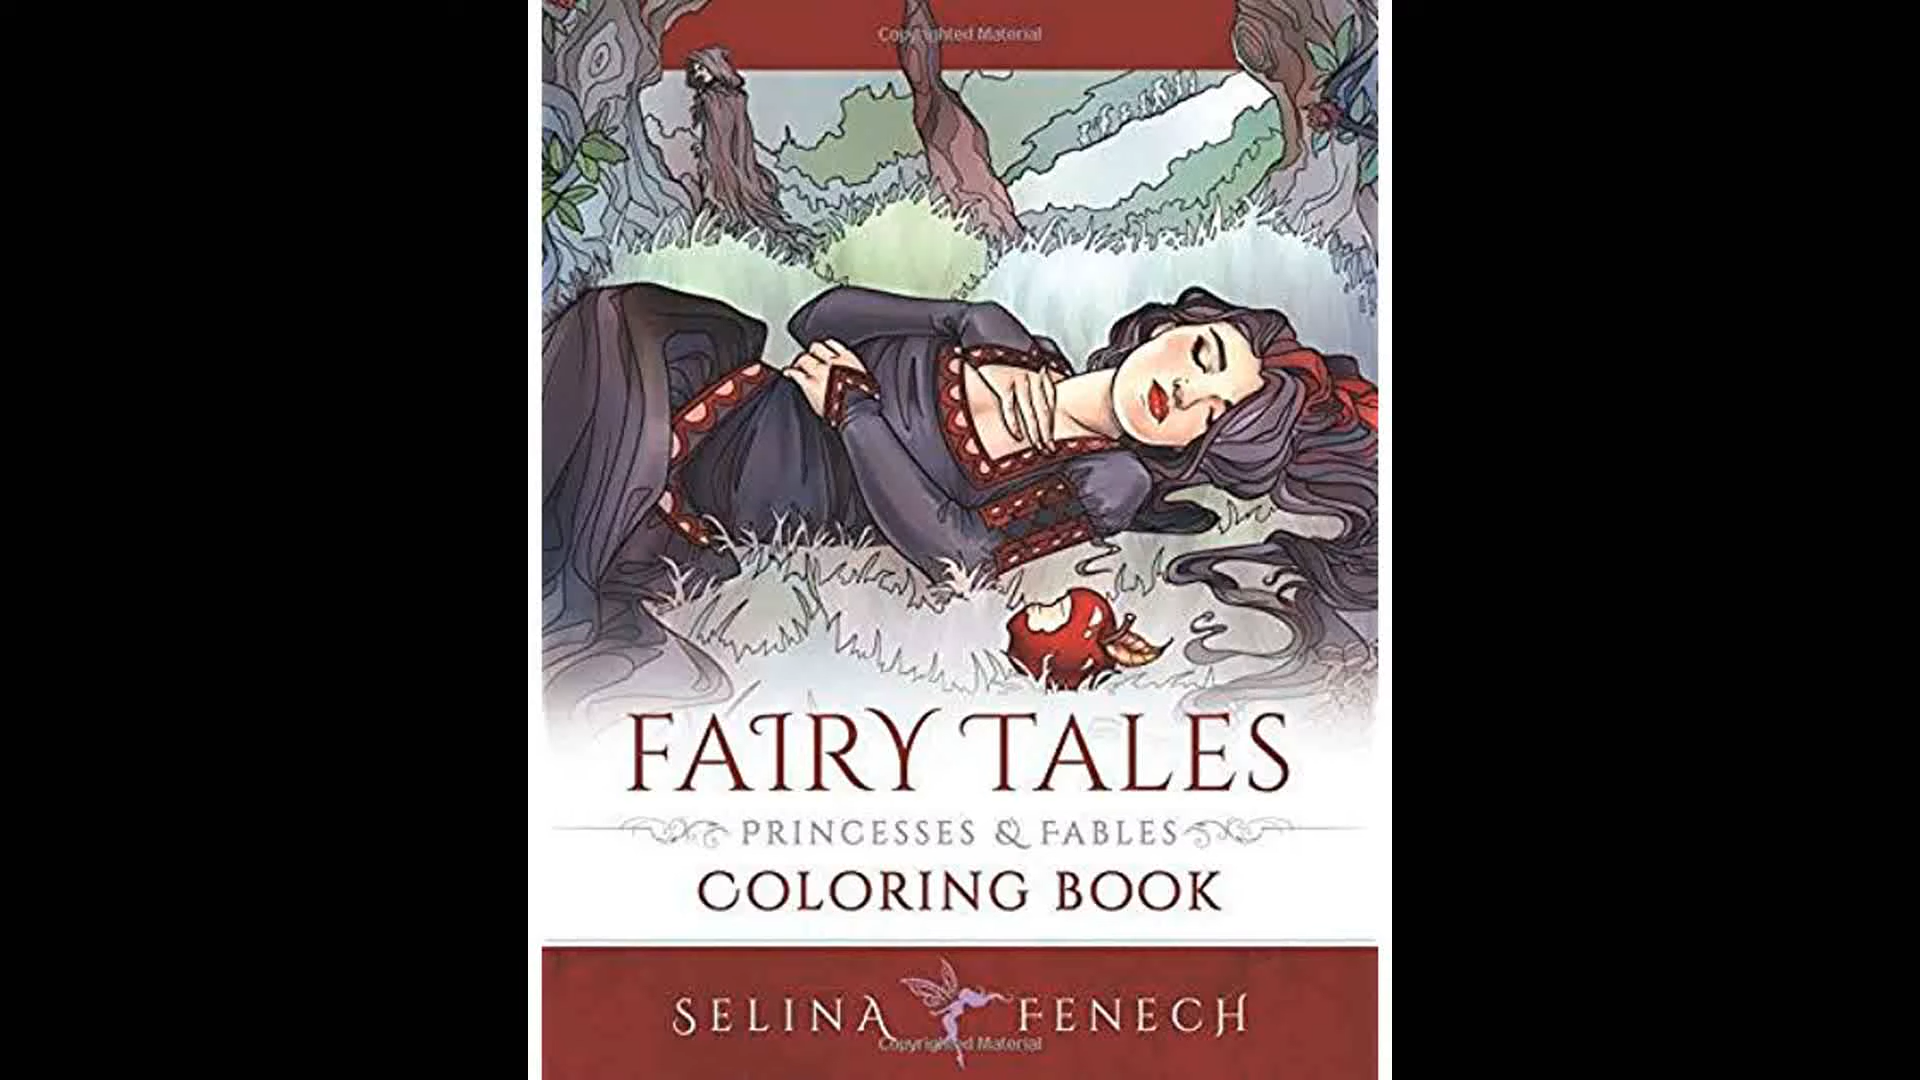 Copyrighted Material
FAIRY TALES
PRINCESSES & FABLES
COLORING BOOK
SELINA FENECH
Copyrighted Material